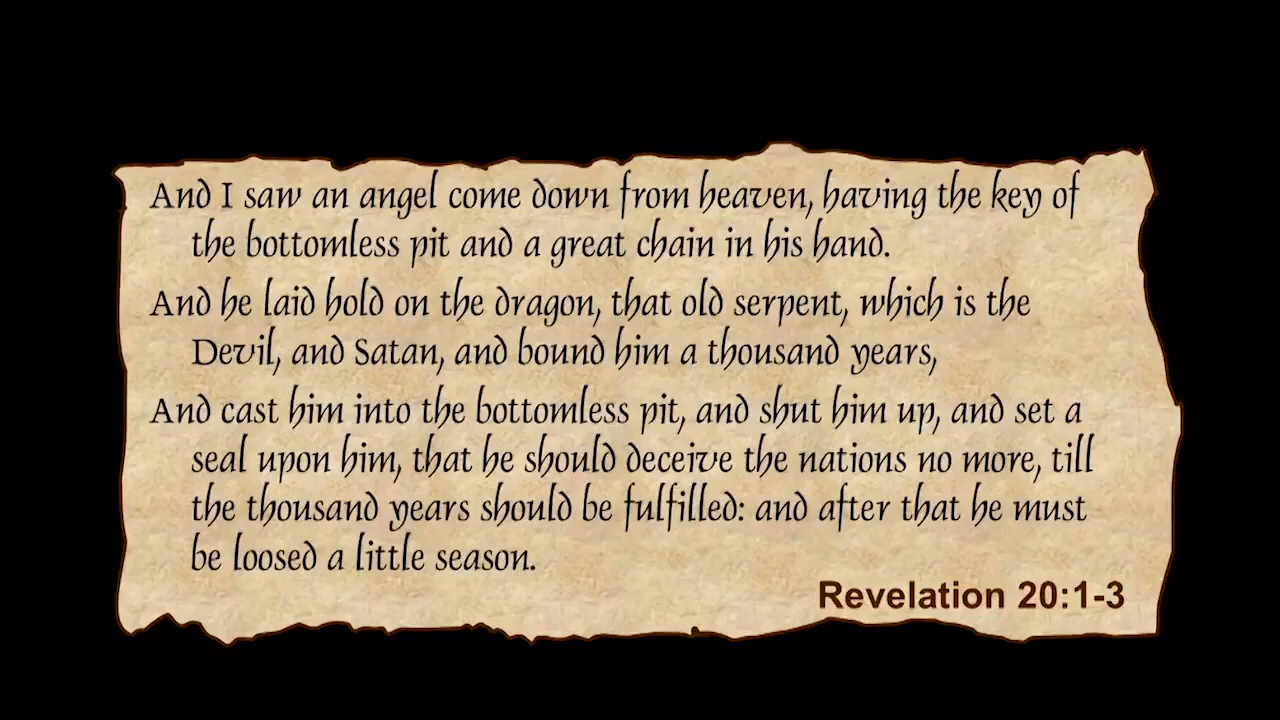 And I saw an angel come down from heaven, having the key of
the bottomless pit and a great chain in his hand.
And he laid hold on the dragon, that old serpent, which is the
Devil, and Satan, and bound him a thousand years,
And cast him into the bottomless pit, and shut him up, and set a
seal upon him, that he should deceive the nations no more, till
the thousand years should be fulfilled: and after that he must
be loosed a little season.
Revelation 20:1-3